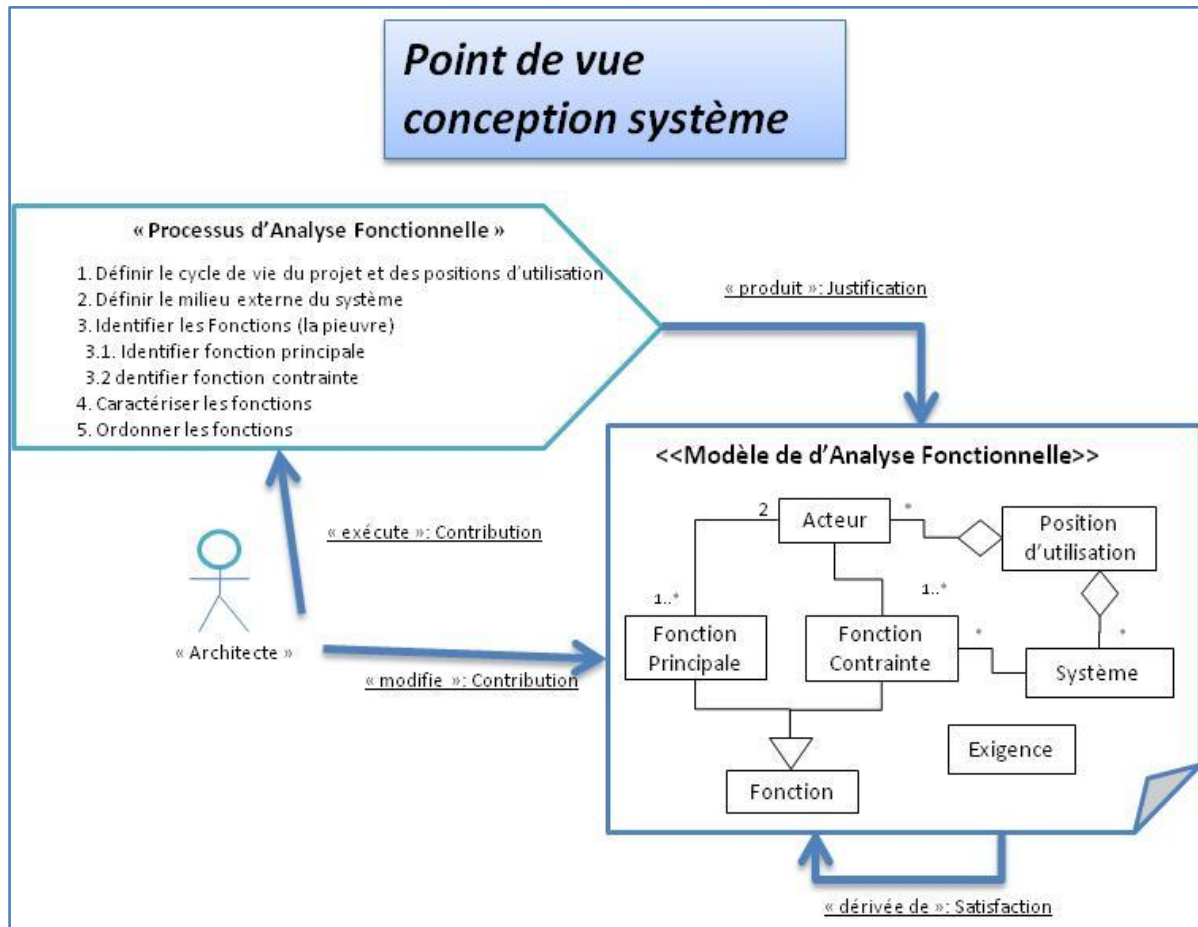 Point de vue
conception système
« Processus d'Analyse Fonctionnelle »
1. Définir le cycle de vie du projet et des positions d'utilisation
2. Définir le milieu externe du système
3. Identifier les Fonctions (la pieuvre)
3.1. Identifier fonction principale
3.2 dentifier fonction contrainte
4. Caractériser les fonctions
5. Ordonner les fonctions
« produit »: Justification
« exécute »: Contribution
« Architecte »
« modifie »: Contribution
<<Modèle de d'Analyse Fonctionnelle>>
2
Acteur
*
Position
d'utilisation
1..*
1..*
Fonction
Principale
Fonction
Contrainte
*
*
Système
Exigence
Fonction
« dérivée de »: Satisfaction